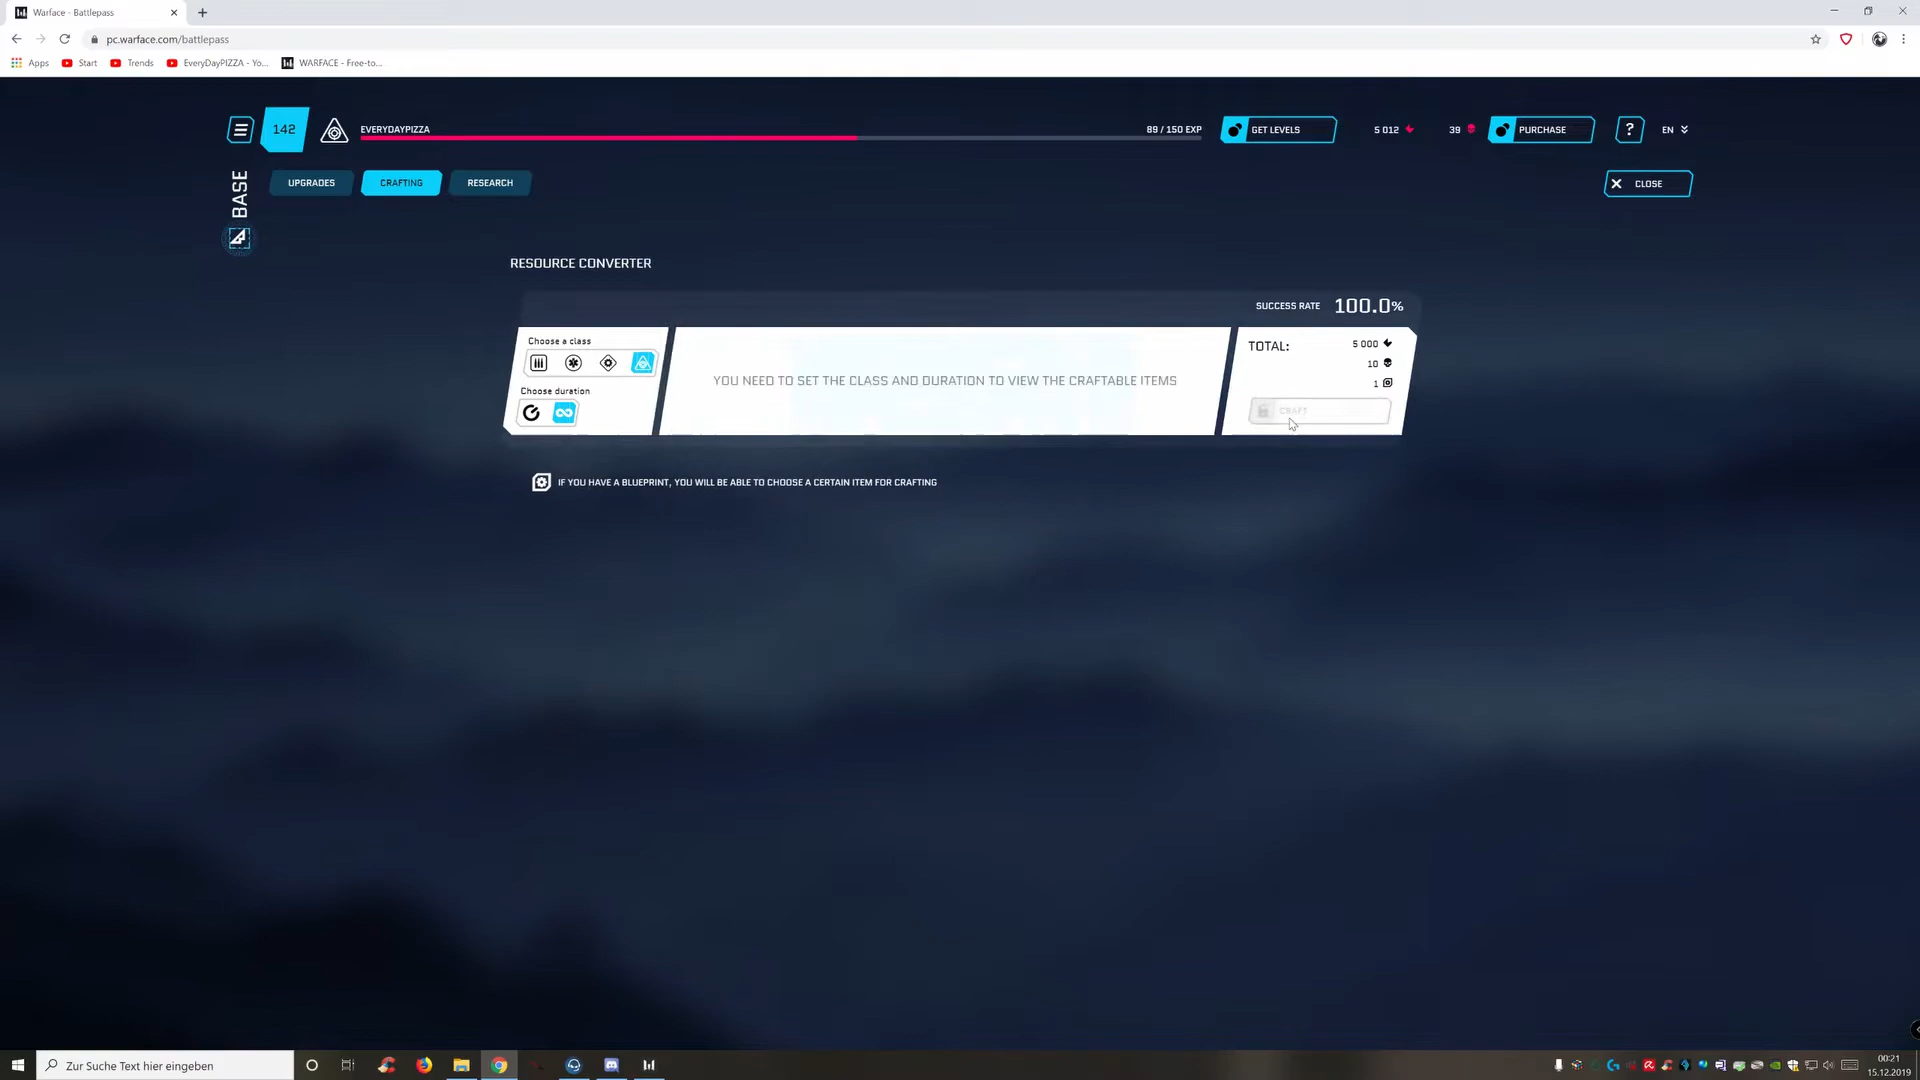 Warface - Battlepass
pc.warface.com/battlepass
Apps
Start
Trends
EveryDayPIZZA - Yo...
WARFACE - Free-to...
142
EVERYDAYPIZZA
89 / 150 EXP
GET LEVELS
5 012
39
PURCHASE
?
EN
BASE
UPGRADES
CRAFTING
RESEARCH
CLOSE
RESOURCE CONVERTER
SUCCESS RATE 100.0%
Choose a class
Choose duration
YOU NEED TO SET THE CLASS AND DURATION TO VIEW THE CRAFTABLE ITEMS
TOTAL:
5 000
10
1
CRAFT
IF YOU HAVE A BLUEPRINT, YOU WILL BE ABLE TO CHOOSE A CERTAIN ITEM FOR CRAFTING
Zur Suche Text hier eingeben
00:21
15.12.2019